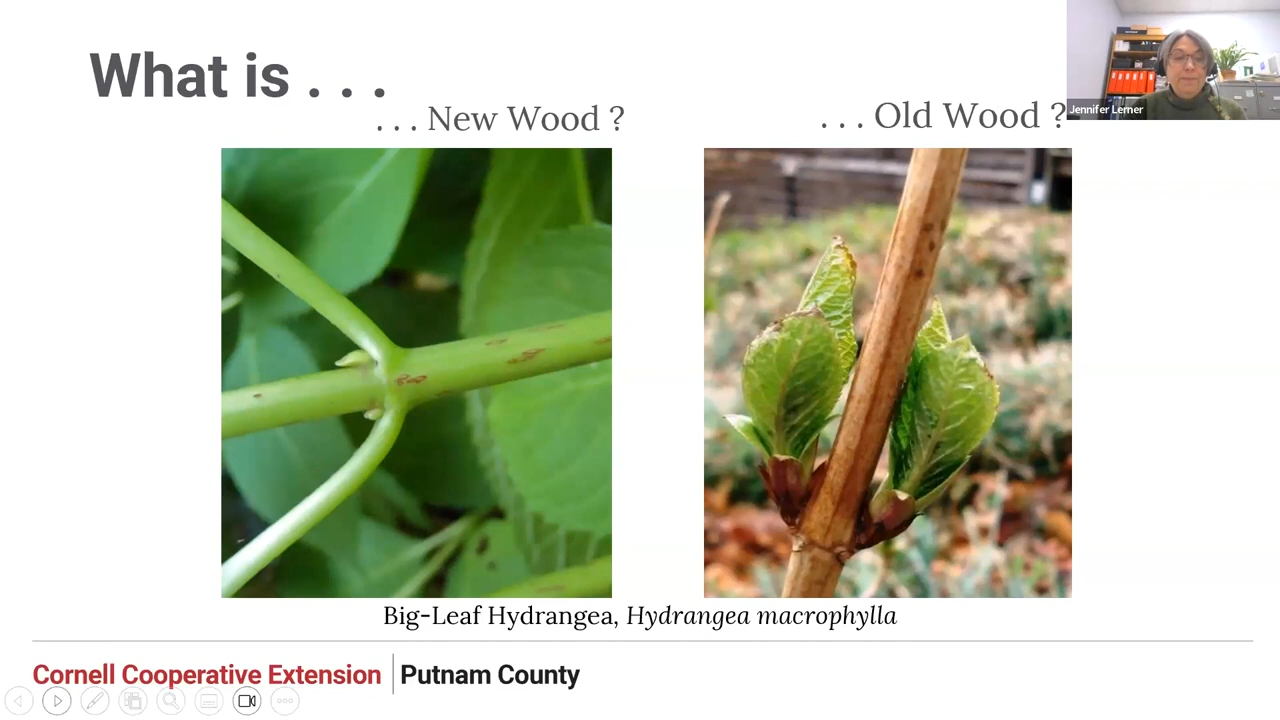 What is . . .
. . . New Wood ?
. . . Old Wood ?
Jennifer Lerner
Big-Leaf Hydrangea, Hydrangea macrophylla
Cornell Cooperative Extension Putnam County